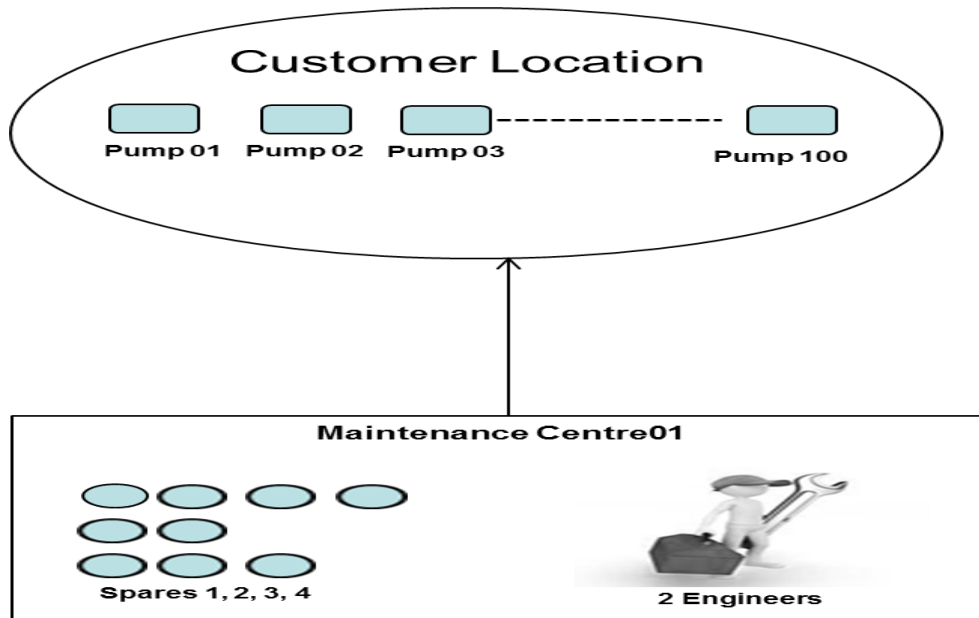 Customer Location
Pump 01 Pump 02 Pump 03 Pump 100
Maintenance Centre01
Spares 1, 2, 3, 4
2 Engineers